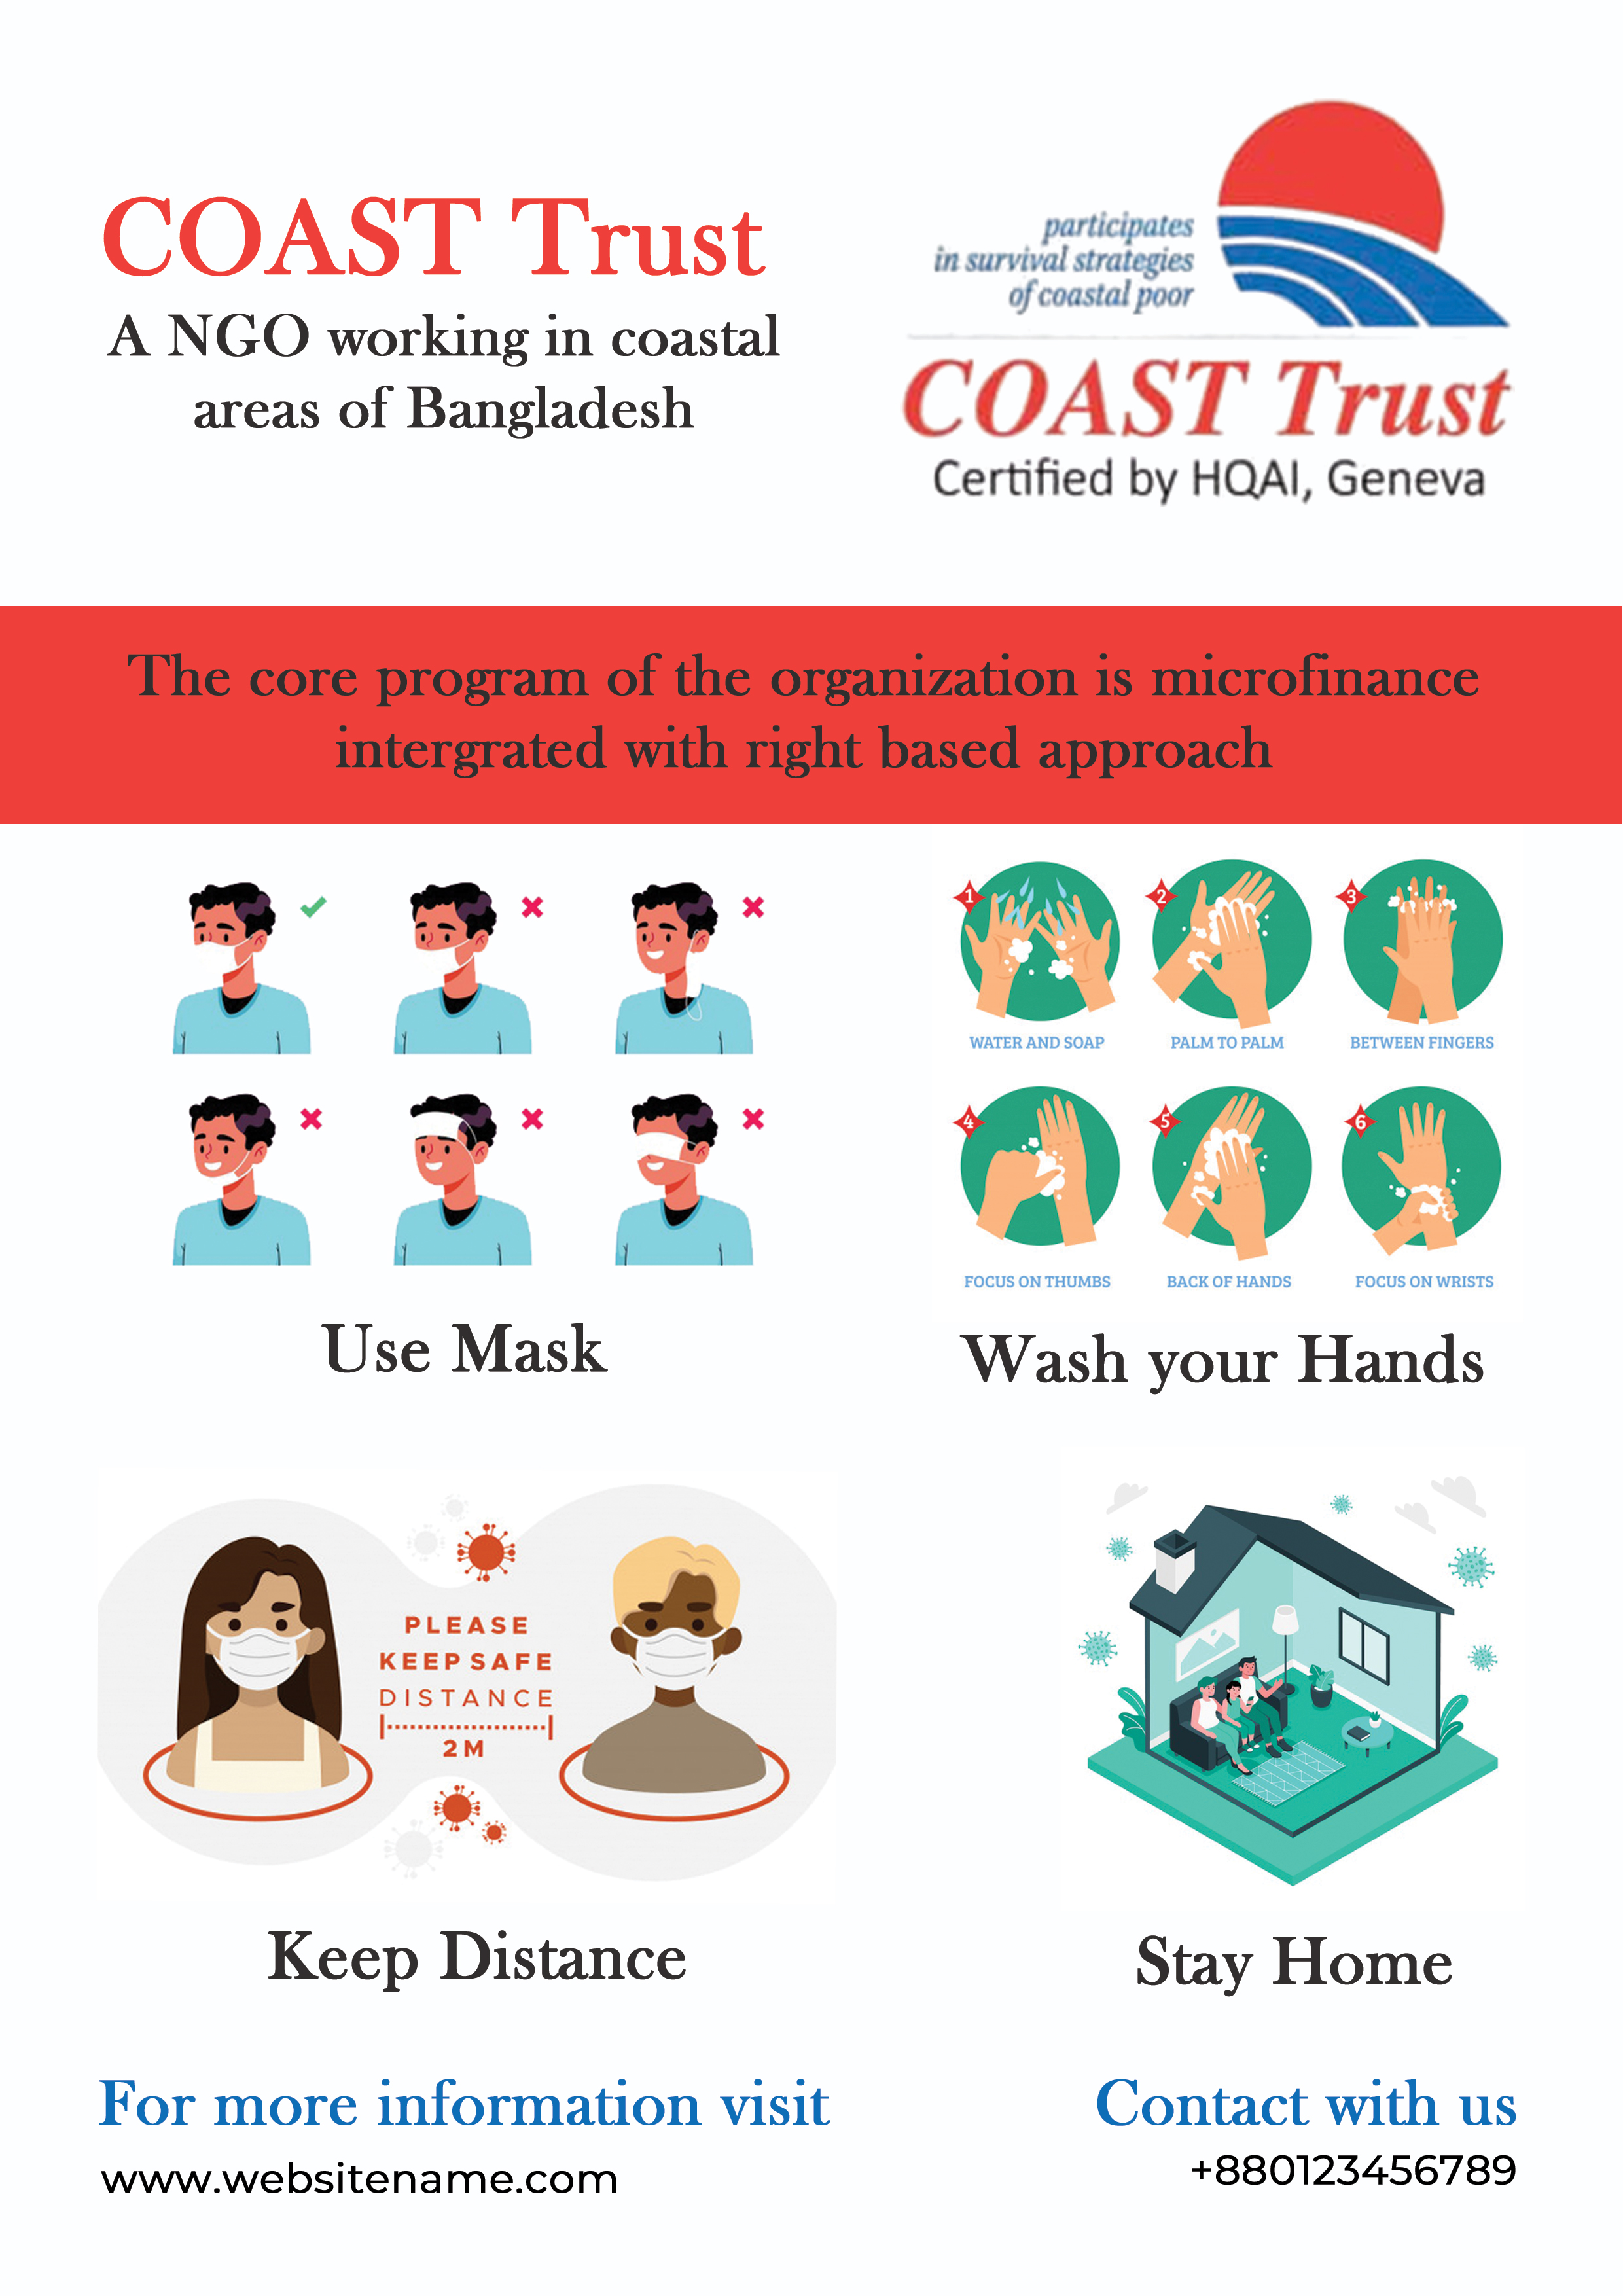 COAST Trust
A NGO working in coastal
areas of Bangladesh
participates
in survival strategies
of coastal poor
COAST Trust
Certified by HQAI, Geneva
The core program of the organization is microfinance
intergrated with right based approach
1
2
3
WATER AND SOAP
PALM TO PALM
BETWEEN FINGERS
4
5
6
FOCUS ON THUMBS
BACK OF HANDS
FOCUS ON WRISTS
Use Mask
Wash your Hands
PLEASE
KEEP SAFE
DISTANCE
2M
Keep Distance
Stay Home
For more information visit
www.websitename.com
Contact with us
+880123456789